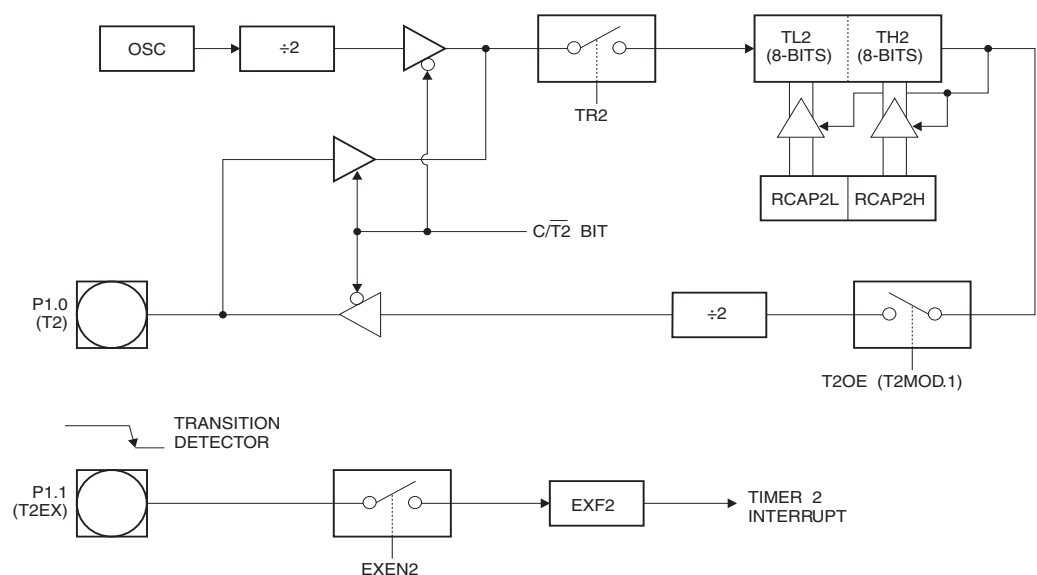 OSC
÷2
TR2
TL2
(8-BITS)
TH2
(8-BITS)
RCAP2L
RCAP2H
C/T2 BIT
P1.0
(T2)
÷2
T2OE (T2MOD.1)
TRANSITION
DETECTOR
P1.1
(T2EX)
EXEN2
EXF2
TIMER 2
INTERRUPT